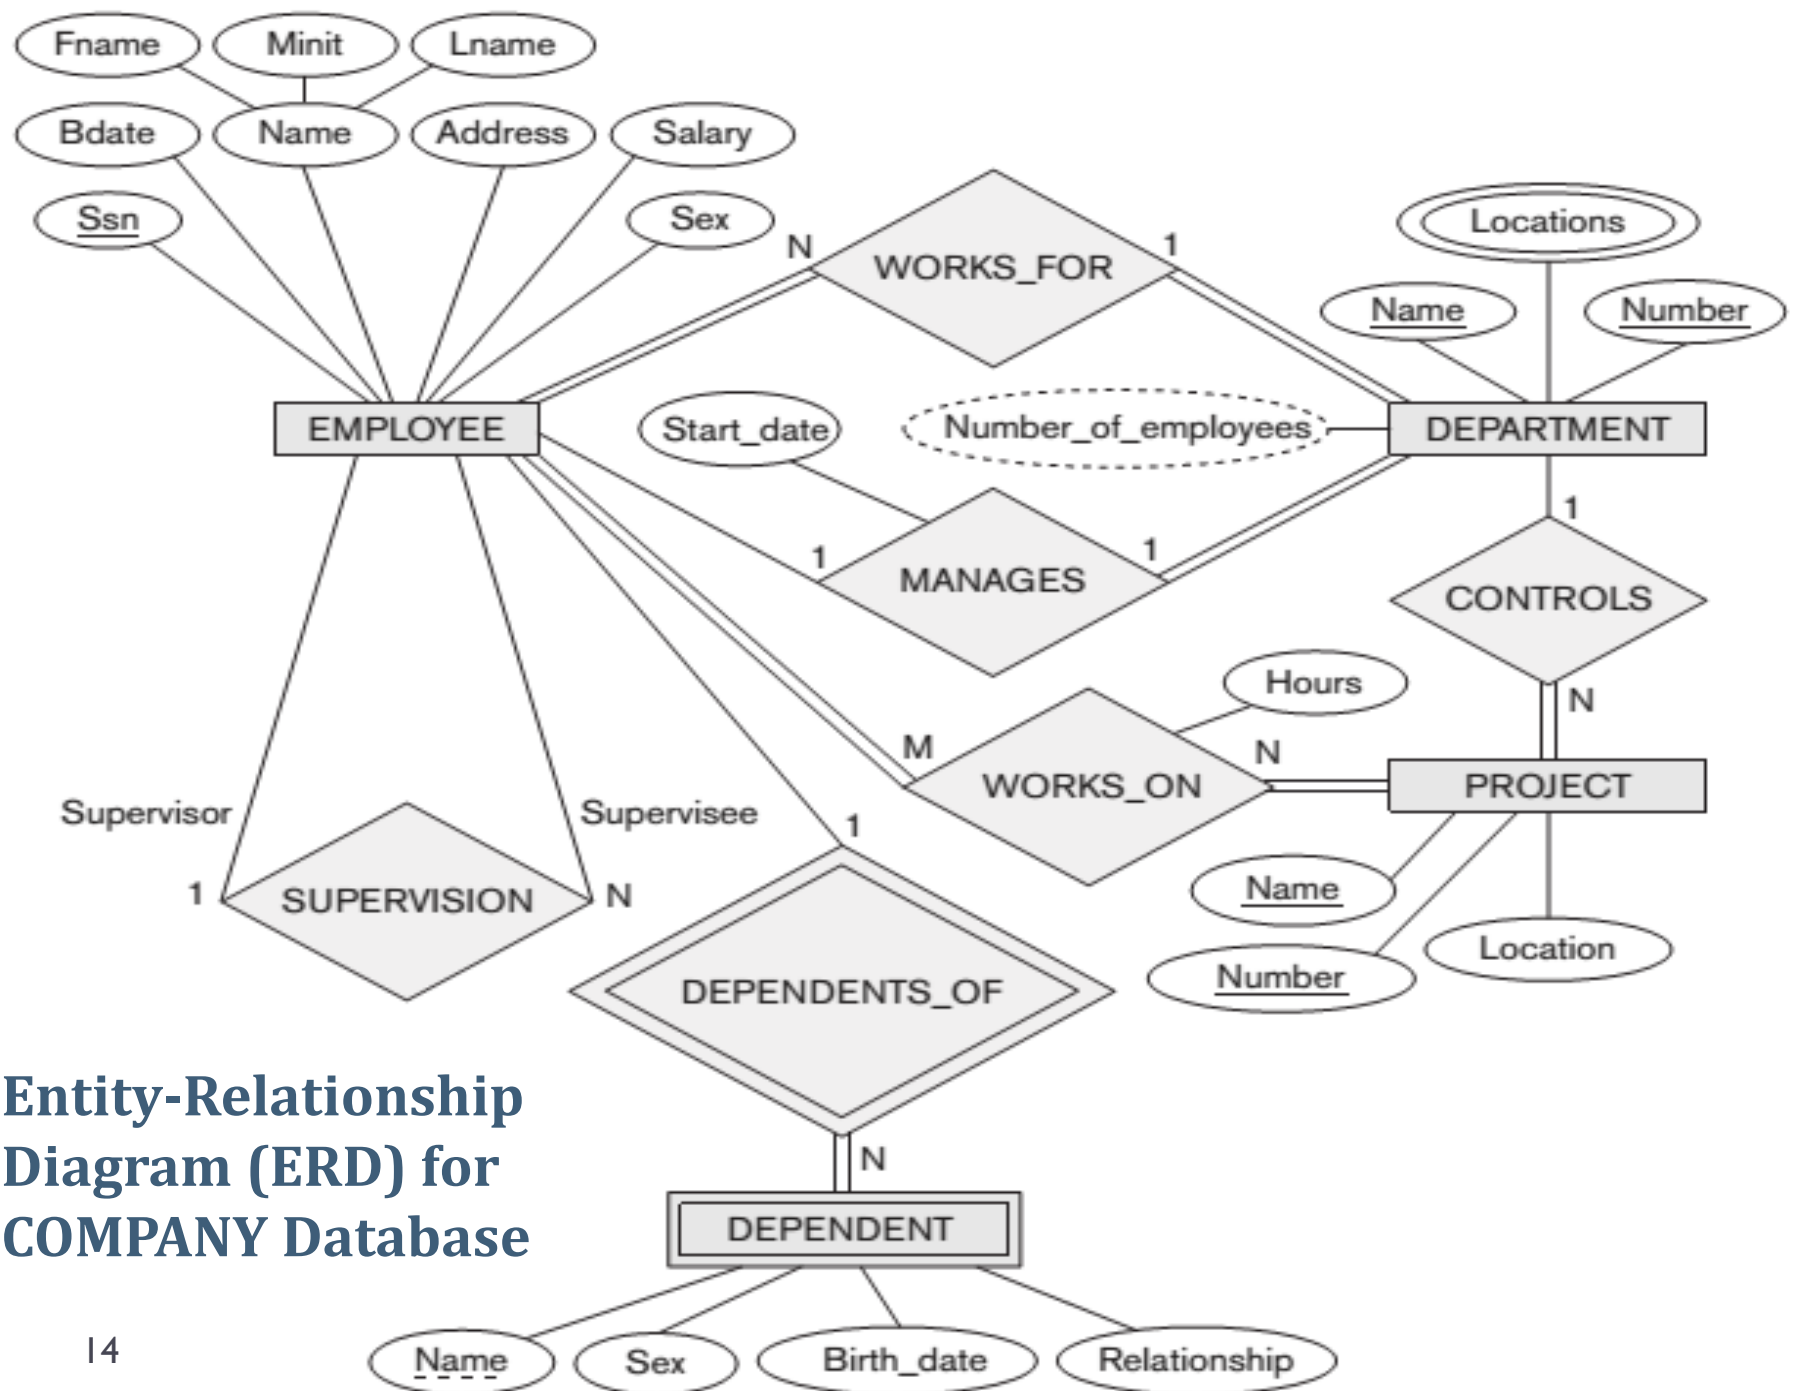 Fname
Minit
Lname
Bdate
Name
Address
Salary
Ssn
Sex
N
WORKS_FOR
1
Locations
Name
Number
EMPLOYEE
Start_date
Number_of_employees
DEPARTMENT
1
MANAGES
1
1
CONTROLS
N
Hours
M
WORKS_ON
N
PROJECT
Supervisor
Supervisee
1
SUPERVISION
N
1
Name
Number
Location
DEPENDENTS_OF
N
DEPENDENT
Entity-Relationship
Diagram (ERD) for
COMPANY Database
Name
Sex
Birth_date
Relationship
14